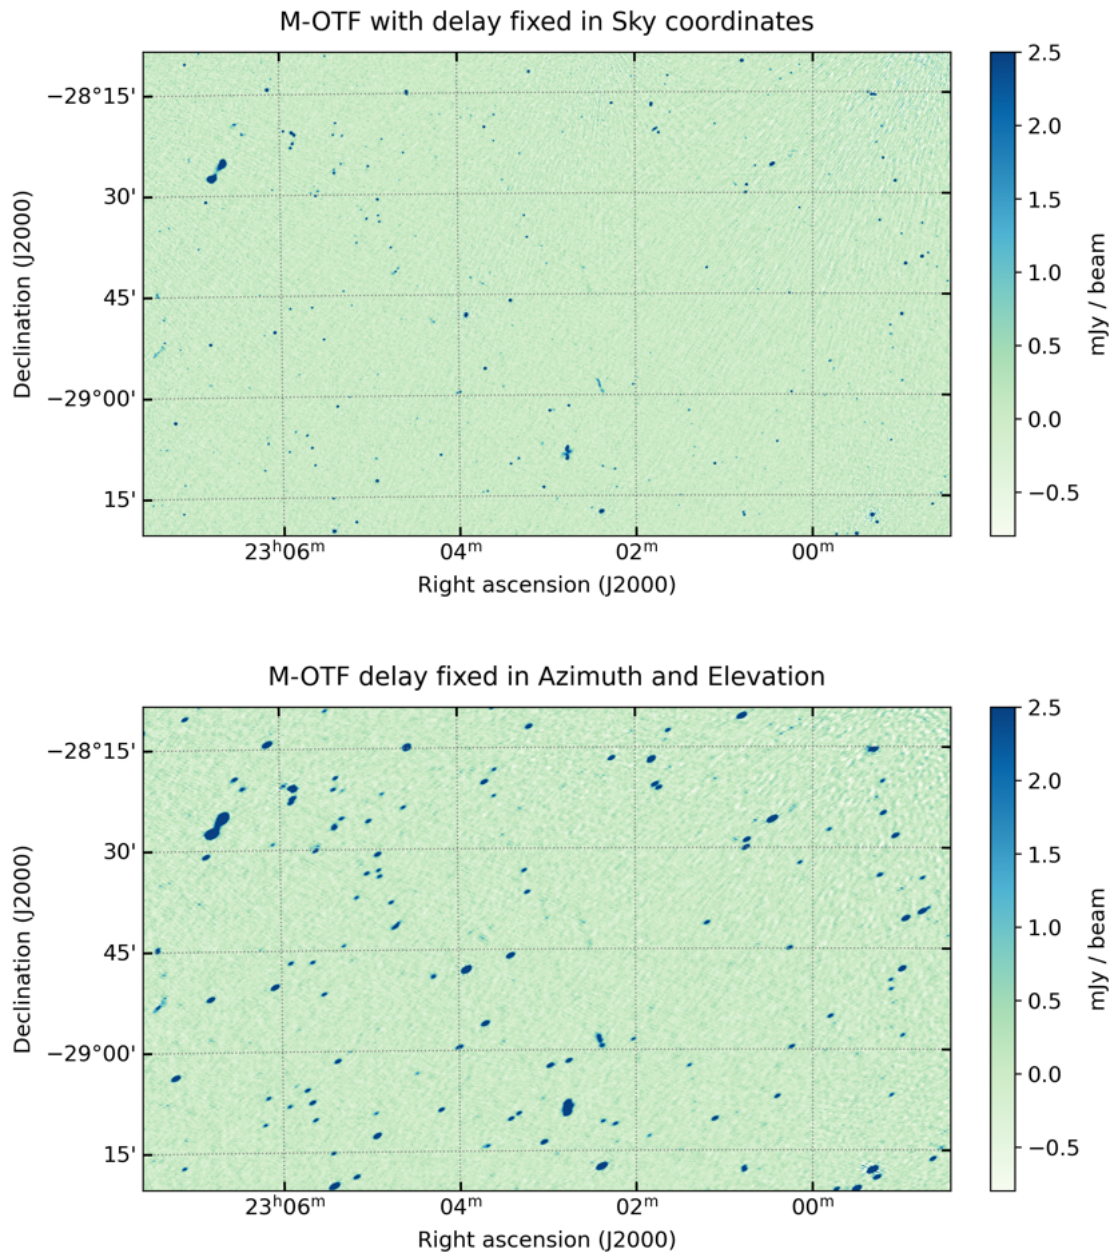 M-OTF with delay fixed in Sky coordinates
−28°15'
30'
45'
−29°00'
15'
Declination (J2000)
23ʰ06ᵐ
04ᵐ
02ᵐ
00ᵐ
Right ascension (J2000)
2.5
2.0
1.5
1.0
0.5
0.0
−0.5
mJy / beam
M-OTF delay fixed in Azimuth and Elevation
−28°15'
30'
45'
−29°00'
15'
Declination (J2000)
23ʰ06ᵐ
04ᵐ
02ᵐ
00ᵐ
Right ascension (J2000)
2.5
2.0
1.5
1.0
0.5
0.0
−0.5
mJy / beam